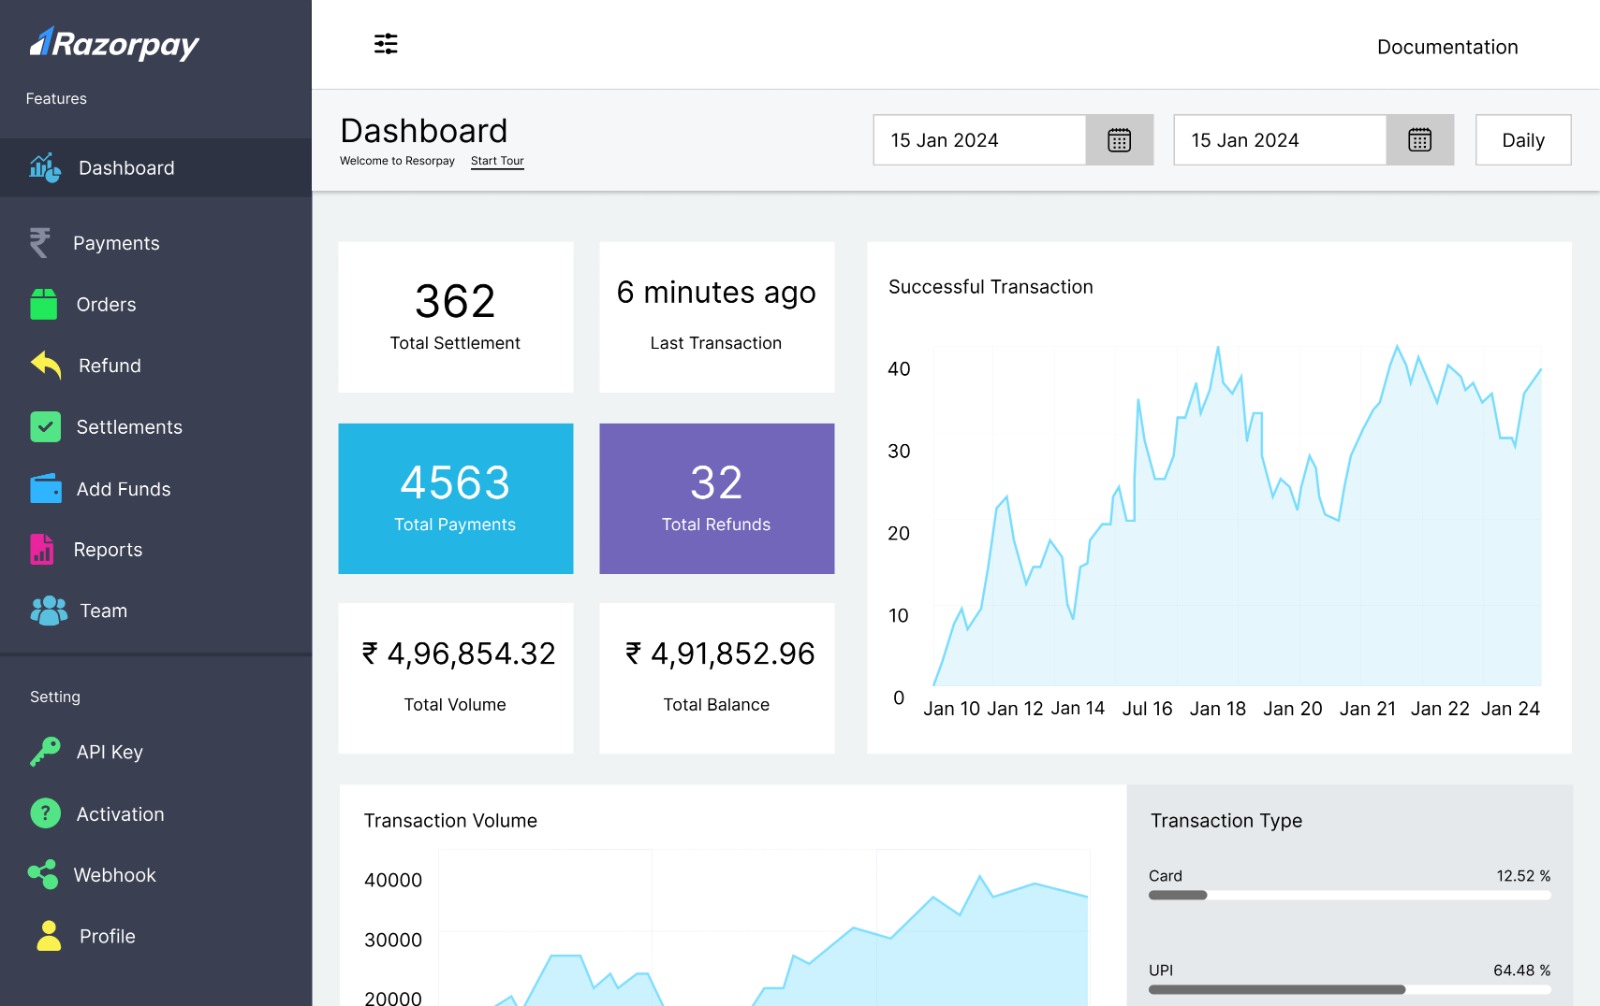 Razorpay
Features
Dashboard
Payments
Orders
Refund
Settlements
Add Funds
Reports
Team
Setting
API Key
Activation
Webhook
Profile
Documentation
Dashboard
Welcome to Resorpay Start Tour
15 Jan 2024
15 Jan 2024
Daily
362
Total Settlement
6 minutes ago
Last Transaction
4563
Total Payments
32
Total Refunds
₹ 4,96,854.32
Total Volume
₹ 4,91,852.96
Total Balance
Successful Transaction
40
30
20
10
0
Jan 10 Jan 12 Jan 14 Jul 16 Jan 18 Jan 20 Jan 21 Jan 22 Jan 24
Transaction Volume
40000
30000
20000
Transaction Type
Card 12.52 %
UPI 64.48 %